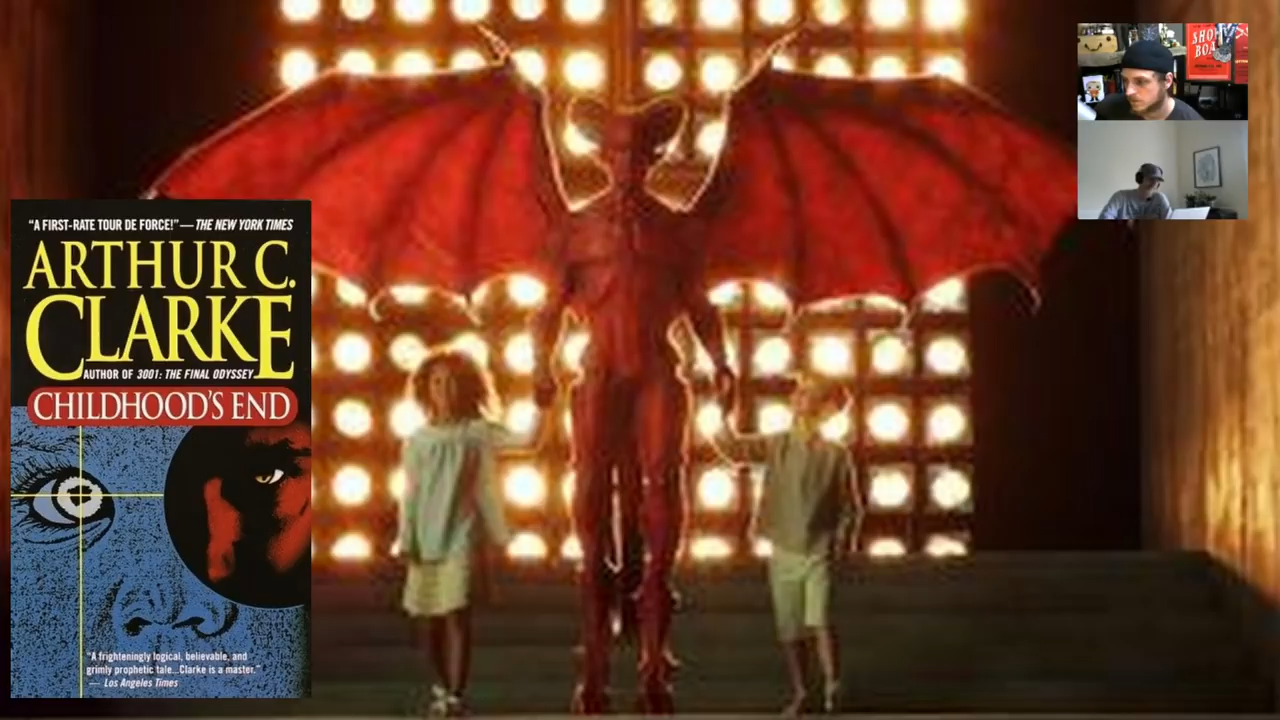 "A FIRST-RATE TOUR DE FORCE!"—THE NEW YORK TIMES
ARTHUR C.
CLARKE
AUTHOR OF 3001: THE FINAL ODYSSEY
CHILDHOOD'S END
"A frighteningly logical, believable, and
grimly prophetic tale...Clarke is a master."
— Los Angeles Times